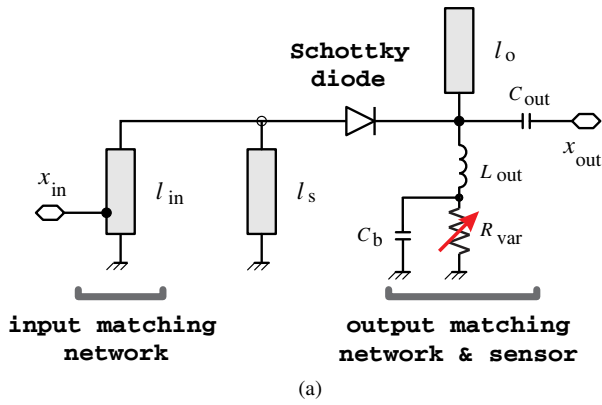 Schottky
diode
l_o
C_out
x_in
l_in
l_s
x_out
L_out
C_b
R_var
input matching
network
output matching
network & sensor
(a)